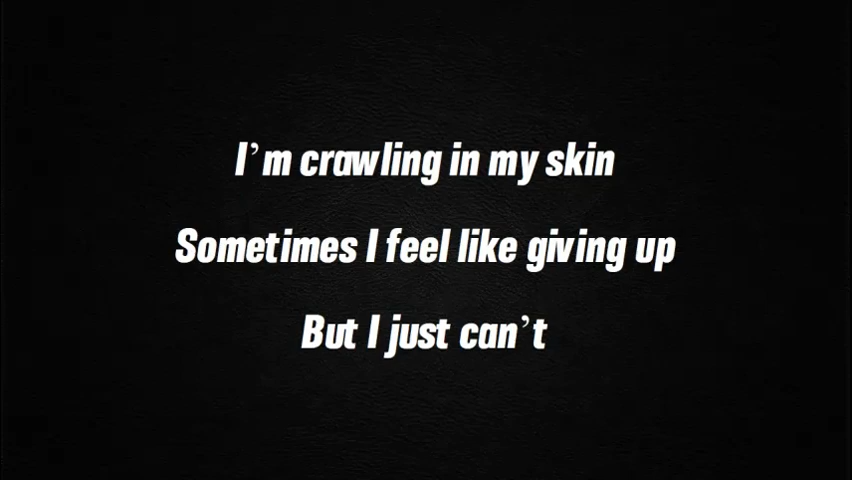 I’m crawling in my skin
Sometimes I feel like giving up
But I just can’t